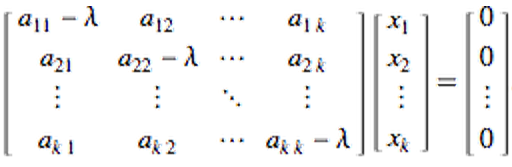 a₁₁ − λ a₁₂ ⋯ a₁ₖ x₁ 0
a₂₁ a₂₂ − λ ⋯ a₂ₖ x₂ = 0
⋮ ⋮ ⋱ ⋮ ⋮ ⋮
aₖ₁ aₖ₂ ⋯ aₖₖ − λ xₖ 0